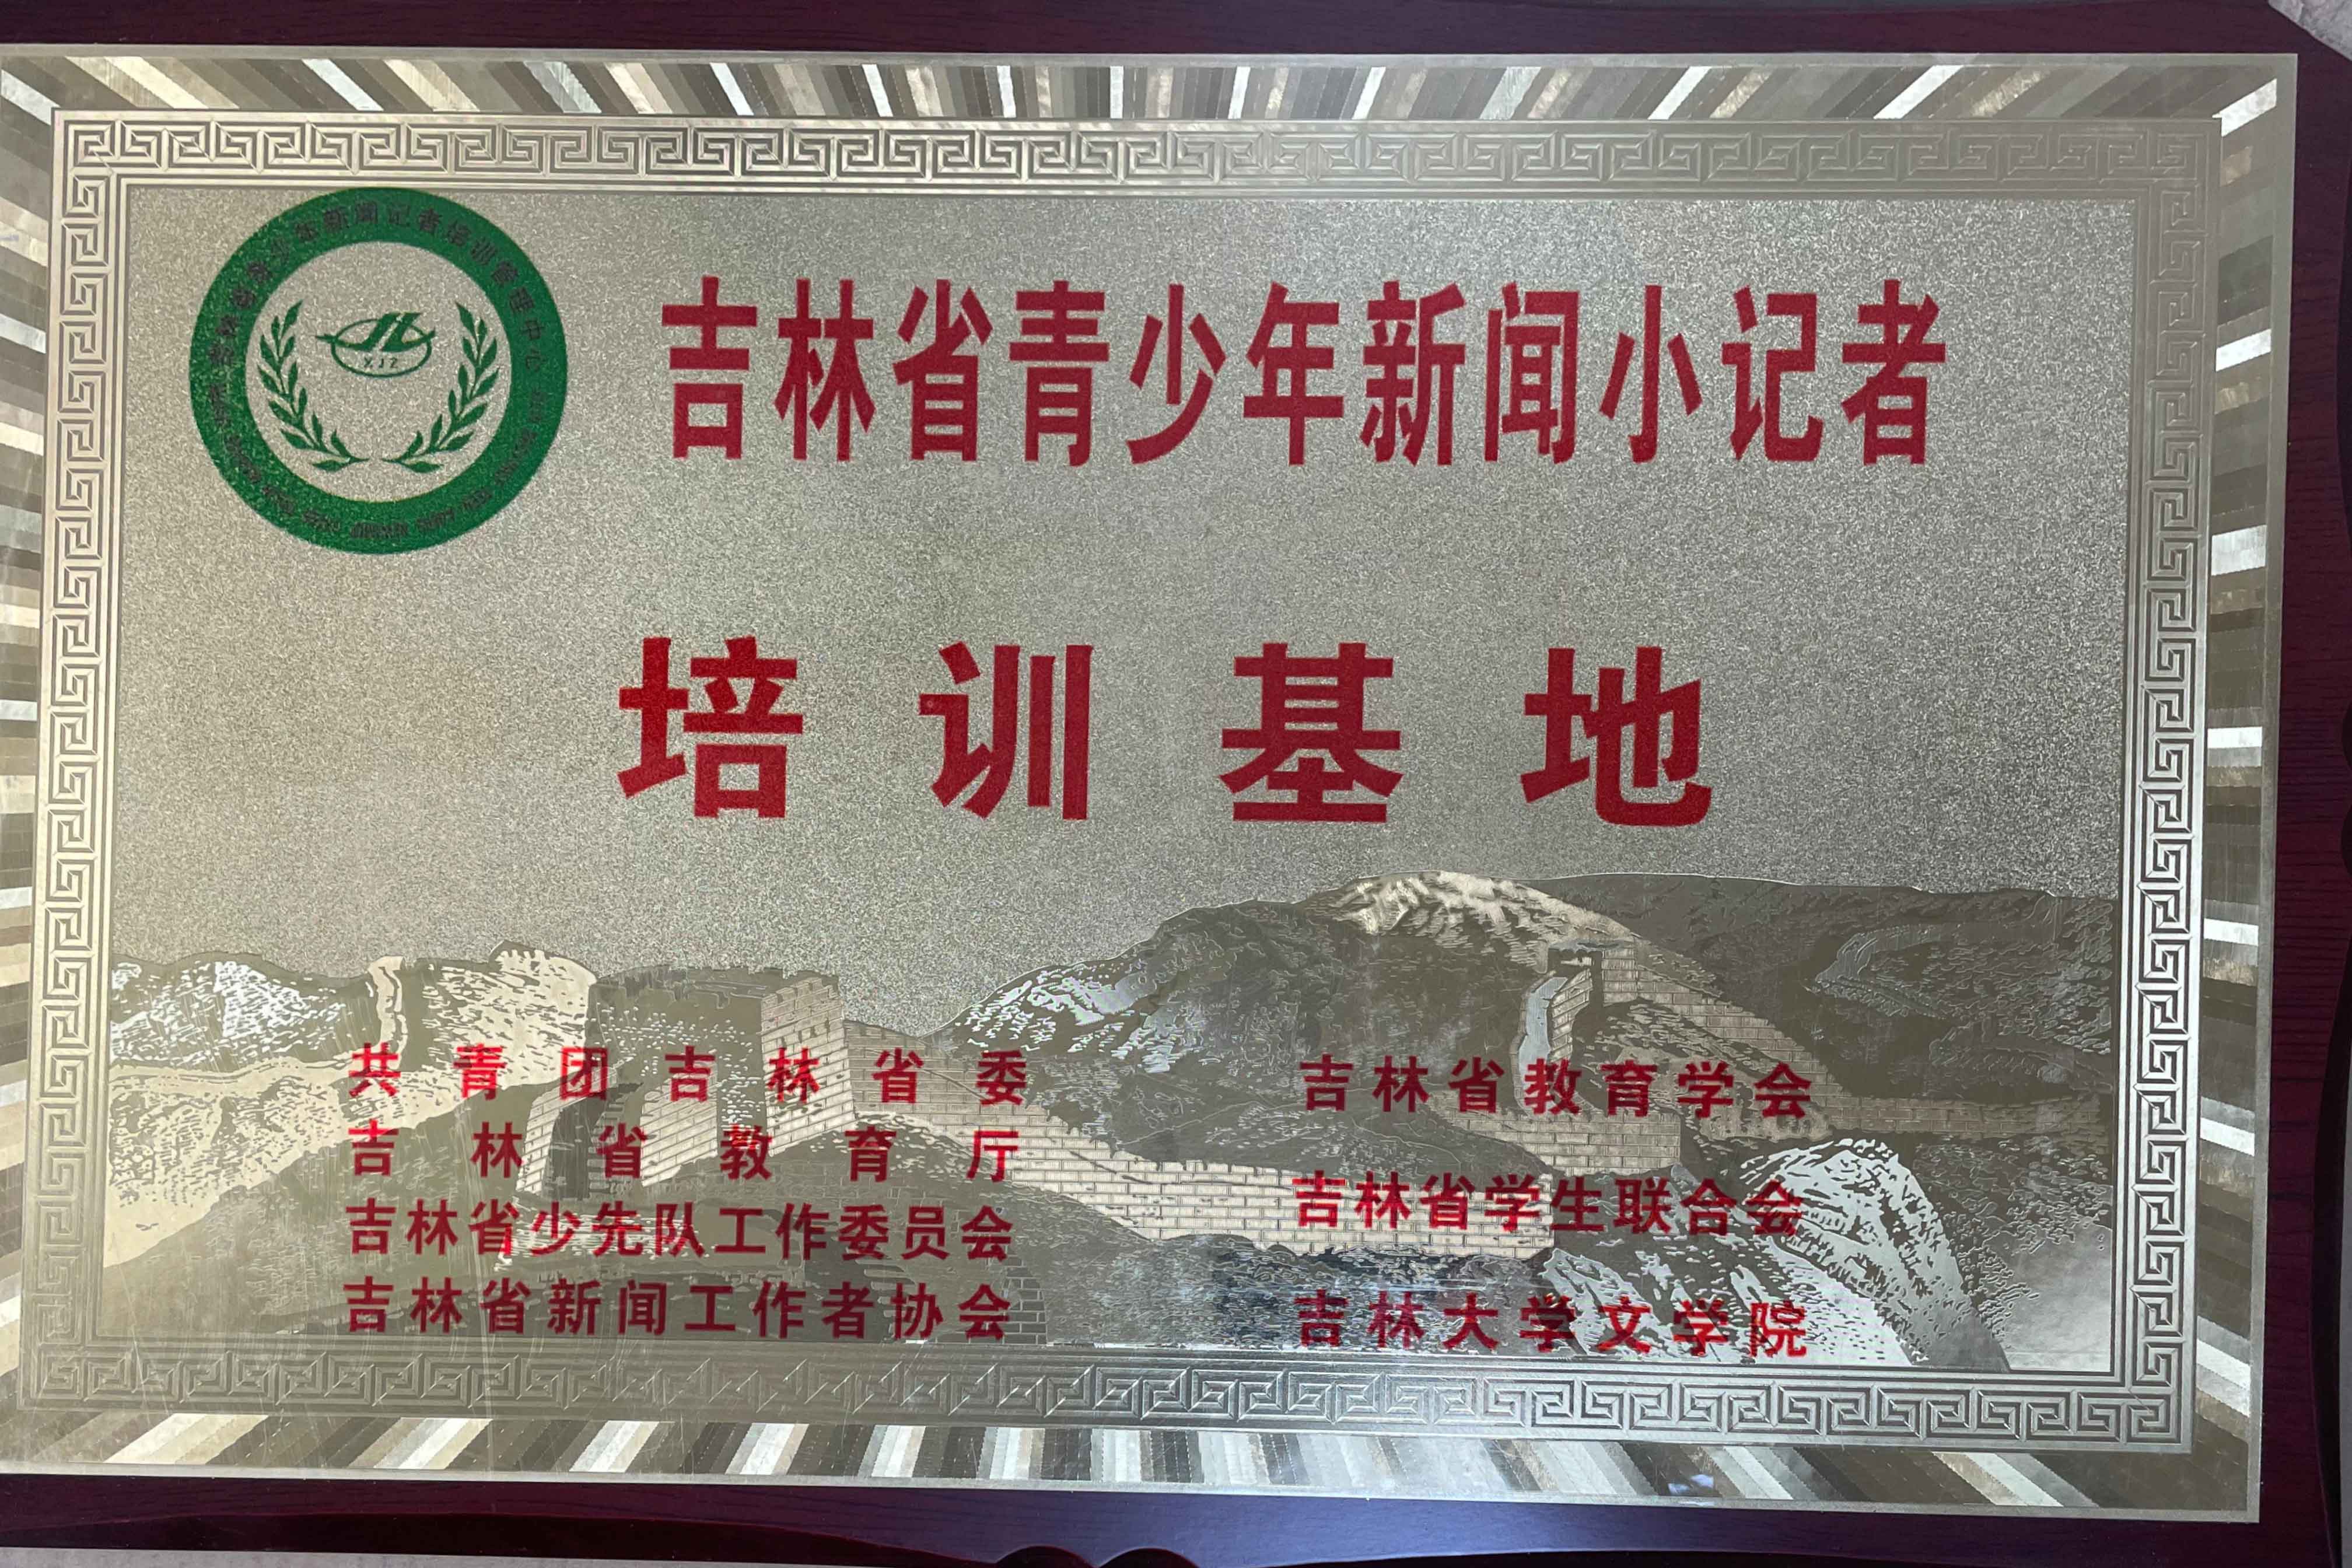 吉林省青少年新闻小记者
培训基地
XJZ
共青团吉林省委
吉林省教育厅
吉林省少先队工作委员会
吉林省新闻工作者协会
吉林省教育学会
吉林省学生联合会
吉林大学文学院